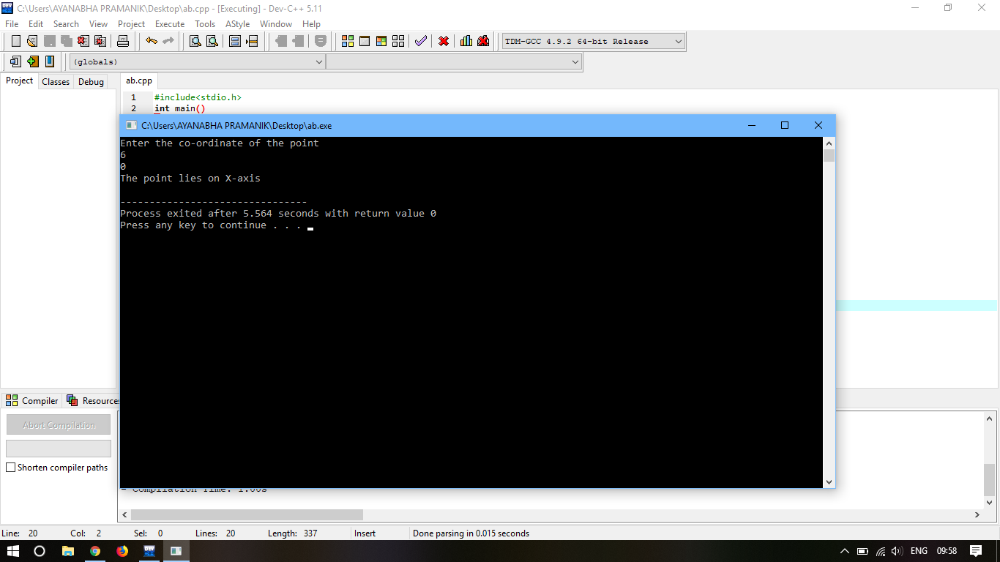 C:\Users\AYANABHA PRAMANIK\Desktop\ab.cpp - [Executing] - Dev-C++ 5.11
File Edit Search View Project Execute Tools AStyle Window Help
TDM-GCC 4.9.2 64-bit Release
(globals)
Project Classes Debug ab.cpp
1 #include<stdio.h>
2 int main()
C:\Users\AYANABHA PRAMANIK\Desktop\ab.exe
Enter the co-ordinate of the point
6
0
The point lies on X-axis
--------------------------------
Process exited after 5.564 seconds with return value 0
Press any key to continue . . .
Compiler Resources
Abort Compilation
Shorten compiler paths
- Compilation Time:
Line: 20 Col: 2 Sel: 0 Lines: 20 Length: 337 Insert Done parsing in 0.015 seconds
ENG 09:58